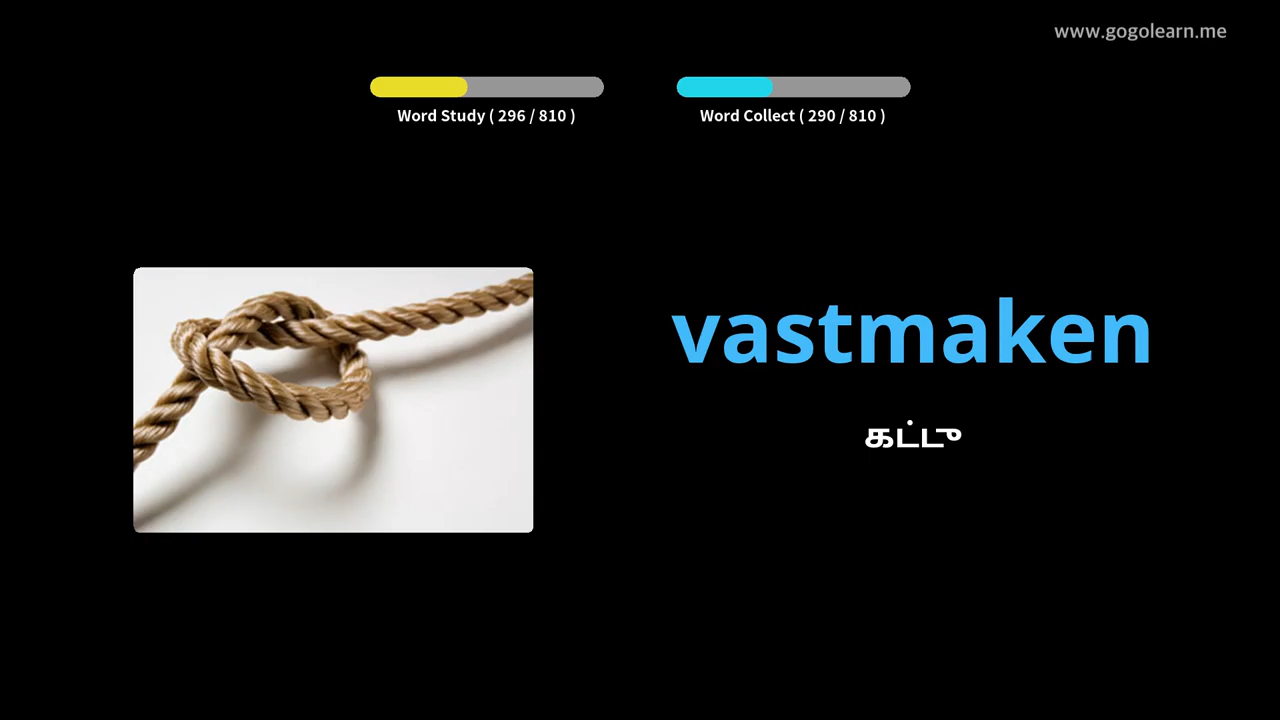 www.gogolearn.me
Word Study ( 296 / 810 )
Word Collect ( 290 / 810 )
vastmaken
கட்டு